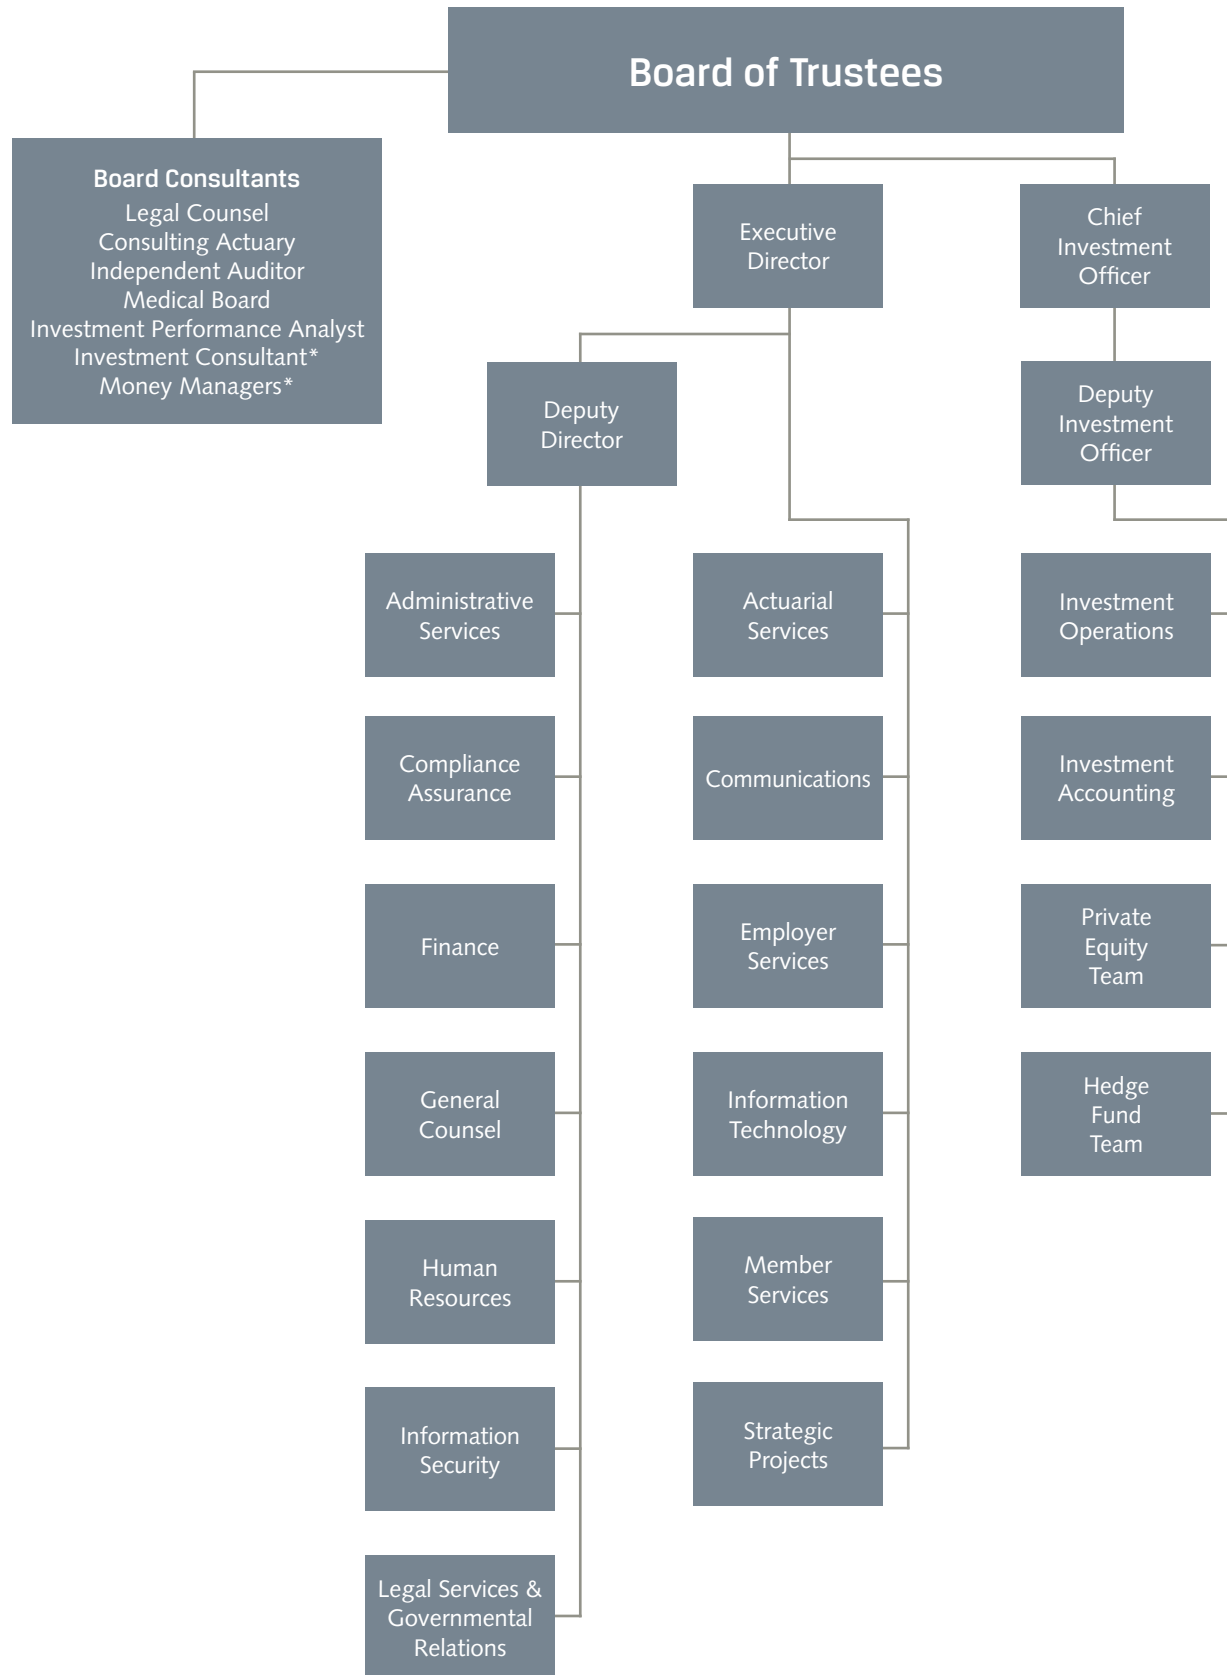 Board of Trustees
Board Consultants
Legal Counsel
Consulting Actuary
Independent Auditor
Medical Board
Investment Performance Analyst
Investment Consultant*
Money Managers*
Executive
Director
Chief
Investment
Officer
Deputy
Director
Deputy
Investment
Officer
Administrative
Services
Actuarial
Services
Investment
Operations
Compliance
Assurance
Communications
Investment
Accounting
Finance
Employer
Services
Private
Equity
Team
General
Counsel
Information
Technology
Hedge
Fund
Team
Human
Resources
Member
Services
Information
Security
Strategic
Projects
Legal Services &
Governmental
Relations